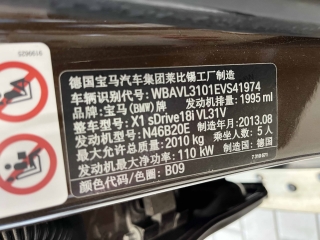 德国宝马汽车集团莱比锡工厂制造
车辆识别代号: WBAVL3101EVS41974
品牌: 宝马(BMW)牌 发动机排量: 1995 ml
整车型号: X1 sDrive18i VL31V
发动机型号: N46B20E 制造年月: 2013.08
最大允许总质量: 2010 kg 乘坐人数: 5 人
发动机最大净功率: 110 kW 制造国: 德国
颜色代码/色圈: B09